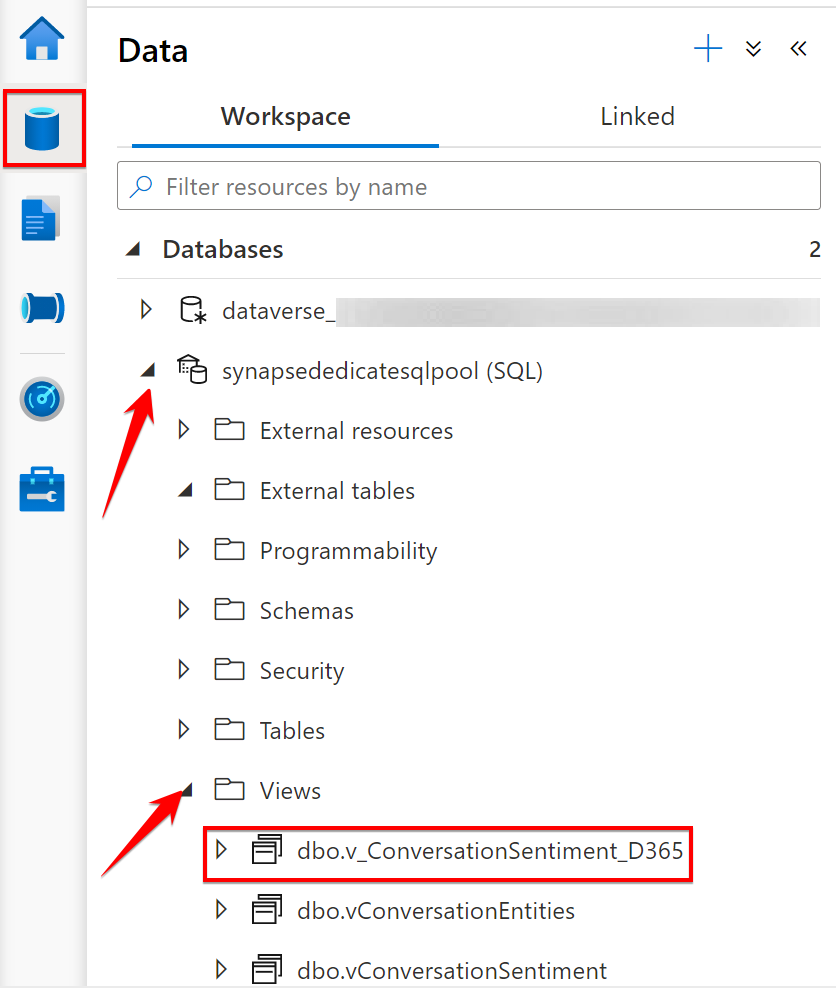 Data
Workspace
Linked
Filter resources by name
Databases
2
dataverse_
synapsededicatesqlpool (SQL)
External resources
External tables
Programmability
Schemas
Security
Tables
Views
dbo.v_ConversationSentiment_D365
dbo.vConversationEntities
dbo.vConversationSentiment